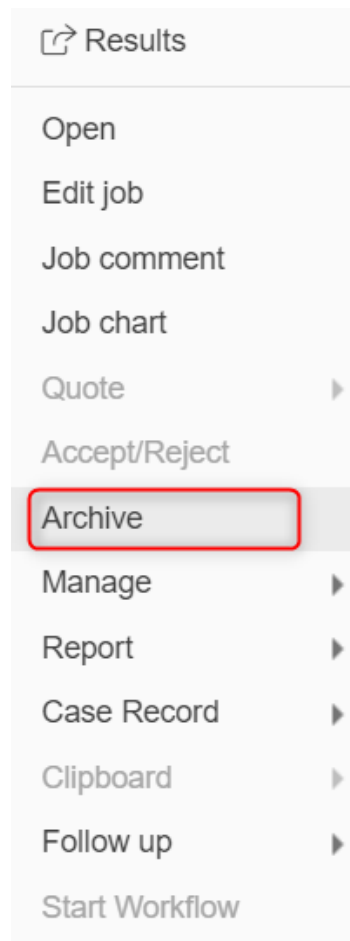 Results
Open
Edit job
Job comment
Job chart
Quote
Accept/Reject
Archive
Manage
Report
Case Record
Clipboard
Follow up
Start Workflow